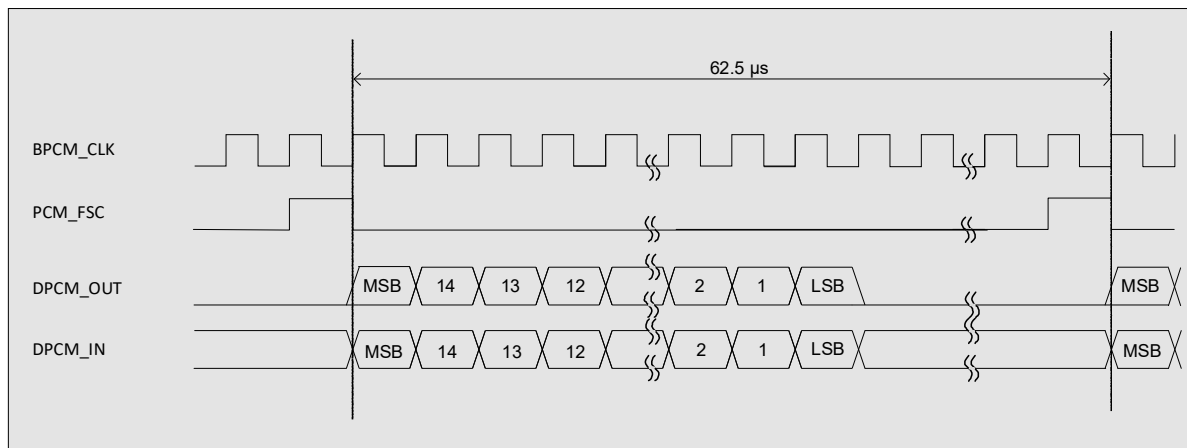 62.5 µs
BPCM_CLK
PCM_FSC
DPCM_OUT MSB 14 13 12 2 1 LSB MSB
DPCM_IN MSB 14 13 12 2 1 LSB MSB